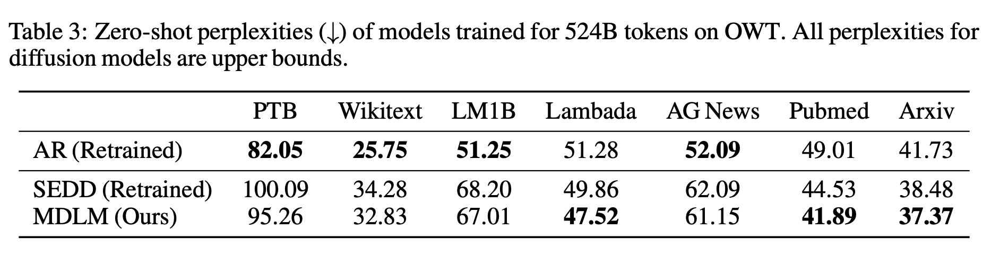 Table 3: Zero-shot perplexities (↓) of models trained for 524B tokens on OWT. All perplexities for
diffusion models are upper bounds.
PTB Wikitext LM1B Lambada AG News Pubmed Arxiv
AR (Retrained) 82.05 25.75 51.25 51.28 52.09 49.01 41.73
SEDD (Retrained) 100.09 34.28 68.20 49.86 62.09 44.53 38.48
MDLM (Ours) 95.26 32.83 67.01 47.52 61.15 41.89 37.37